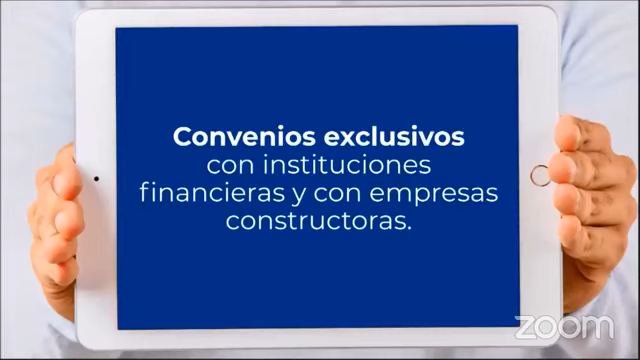 Convenios exclusivos
con instituciones
financieras y con empresas
constructoras.
zoom